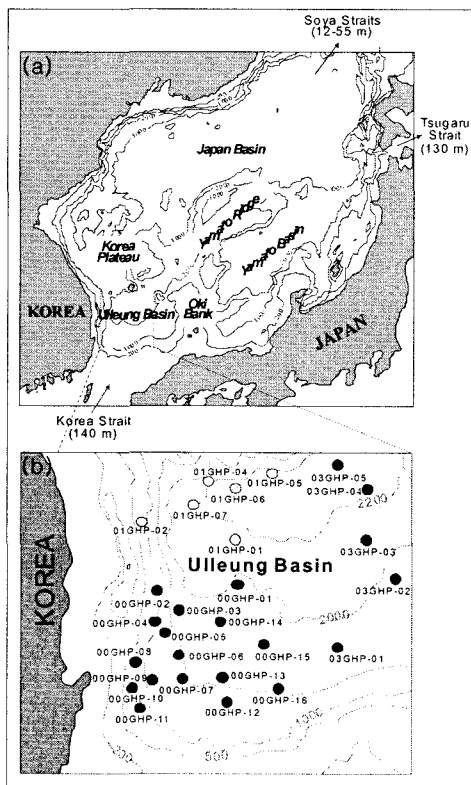 Soya Straits
(12-55 m)
(a)
Tsugaru
Strait
(130 m)
Japan Basin
Yamato Ridge
Korea
Plateau
Yamato Basin
KOREA
Ulleung Basin
Oki
Bank
JAPAN
Korea Strait
(140 m)
(b)
01GHP-04
01GHP-05
03GHP-05
01GHP-06
03GHP-04
01GHP-07
2200
01GHP-02
01GHP-01
03GHP-03
KOREA
Ulleung Basin
00GHP-01
03GHP-02
00GHP-02
00GHP-03
2000
00GHP-04
00GHP-14
00GHP-05
00GHP-08
00GHP-06
00GHP-15
03GHP-01
00GHP-09
00GHP-07
00GHP-13
00GHP-10
00GHP-16
00GHP-11
00GHP-12
1000
200
500